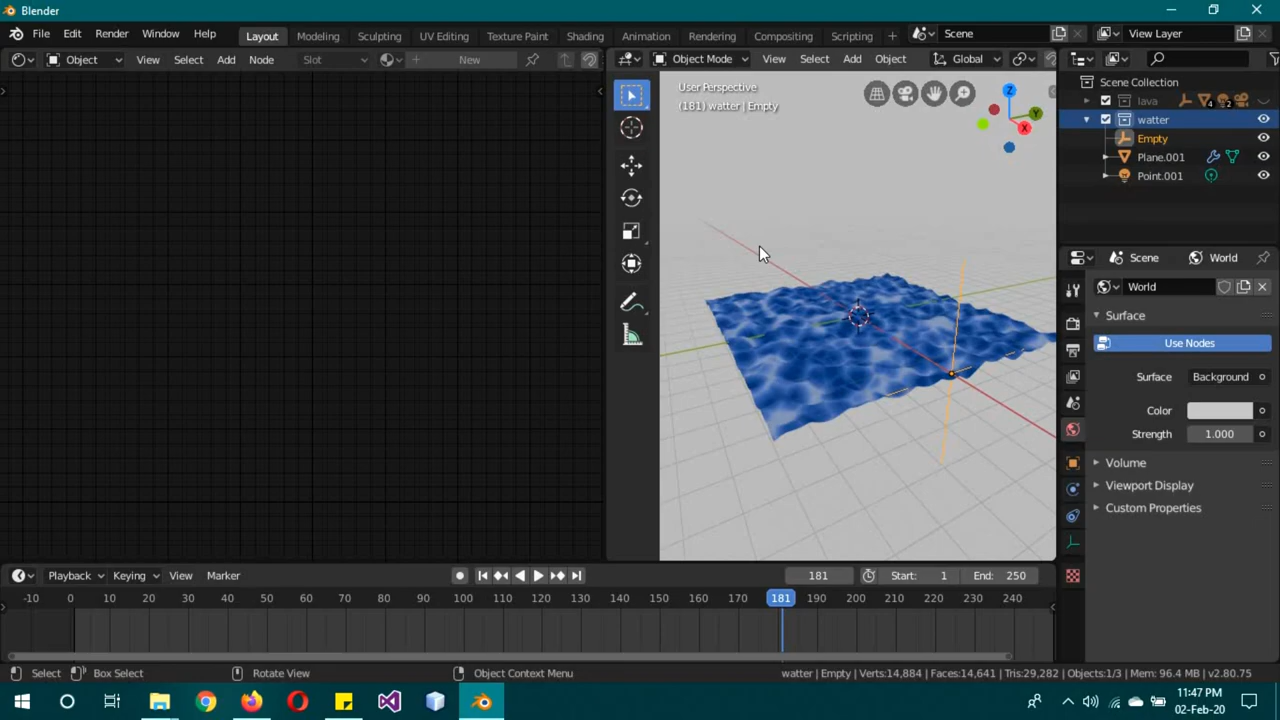 Blender
File Edit Render Window Help Layout Modeling Sculpting UV Editing Texture Paint Shading Animation Rendering Compositing Scripting + Scene View Layer
Object View Select Add Node Slot New Object Mode View Select Add Object Global
User Perspective
(181) watter | Empty
Z
Y
X
Scene Collection
lava 4 2
watter
Empty
Plane.001
Point.001
Scene World
World
Surface
Use Nodes
Surface Background
Color
Strength 1.000
Volume
Viewport Display
Custom Properties
Playback Keying View Marker 181 Start: 1 End: 250
-10 0 10 20 30 40 50 60 70 80 90 100 110 120 130 140 150 160 170 181 190 200 210 220 230 240
Select Box Select Rotate View Object Context Menu watter | Empty | Verts:14,884 | Faces:14,641 | Tris:29,282 | Objects:1/3 | Mem: 96.4 MB | v2.80.75
11:47 PM
02-Feb-20